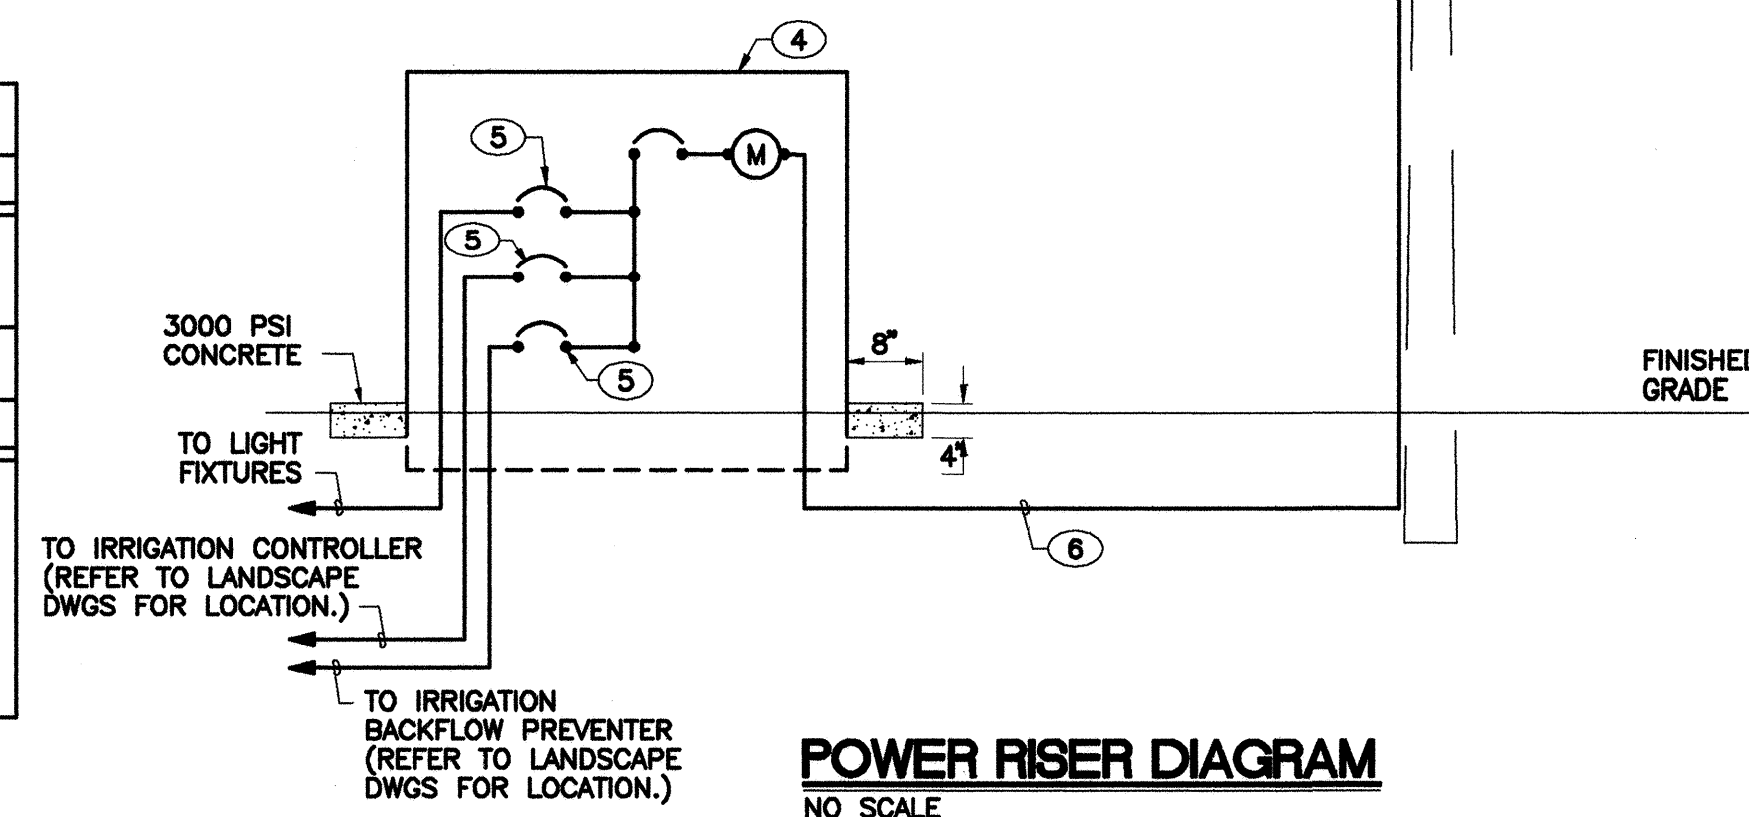 4
5
M
5
3000 PSI
CONCRETE
8"
5
FINISHED
GRADE
TO LIGHT
FIXTURES
4"
TO IRRIGATION CONTROLLER
(REFER TO LANDSCAPE
DWGS FOR LOCATION.)
6
TO IRRIGATION
BACKFLOW PREVENTER
(REFER TO LANDSCAPE
DWGS FOR LOCATION.)
POWER RISER DIAGRAM
NO SCALE